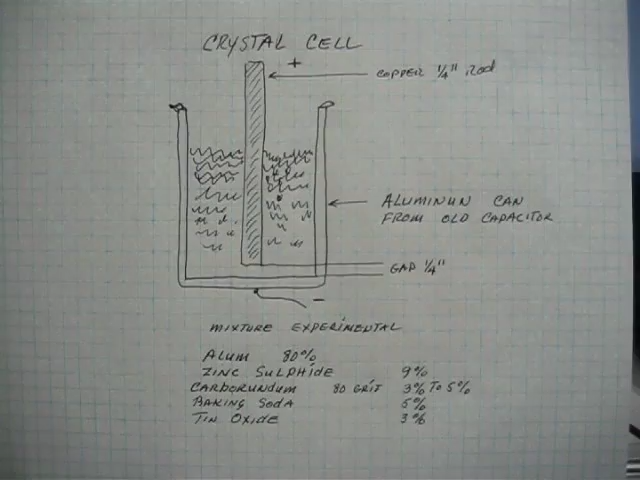 CRYSTAL CELL
+
COPPER 1/4" Rod
ALUMINUN CAN
FROM OLD CAPACITOR
GAP 1/4"
-
MIXTURE EXPERIMENTAL
ALUM 80%
ZINC SULPHIDE 9%
CARBORUNDUM 80 GRIT 3% TO 5%
BAKING SODA 5%
TIN OXIDE 3%